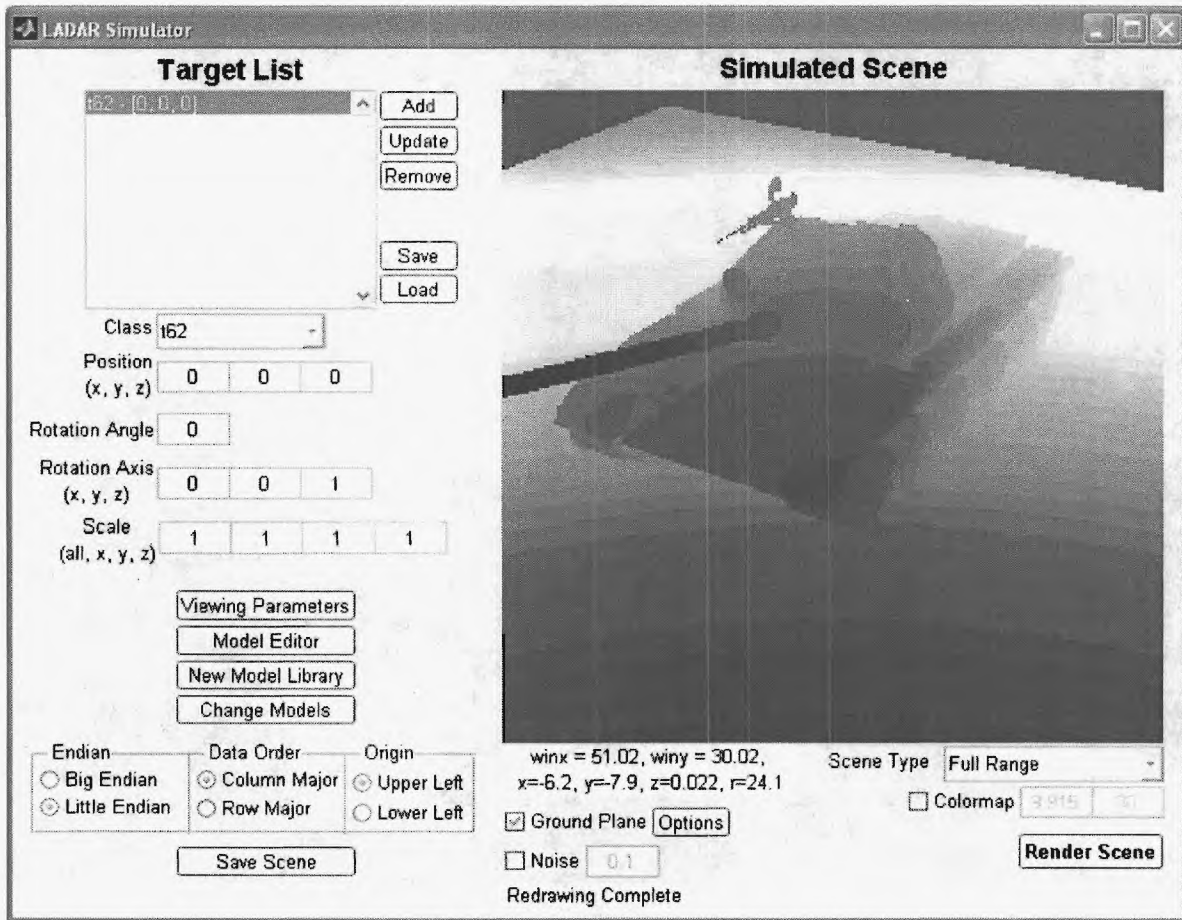 LADAR Simulator
Target List
t62 - [0, 0, 0]
Add
Update
Remove
Save
Load
Class t62
Position
(x, y, z)
0 0 0
Rotation Angle 0
Rotation Axis
(x, y, z)
0 0 1
Scale
(all, x, y, z)
1 1 1 1
Viewing Parameters
Model Editor
New Model Library
Change Models
Endian
Big Endian
Little Endian
Data Order
Column Major
Row Major
Origin
Upper Left
Lower Left
Save Scene
Simulated Scene
winx = 51.02, winy = 30.02,
x=-6.2, y=-7.9, z=0.022, r=24.1
Scene Type Full Range
Colormap
Ground Plane Options
Noise 0.1
Render Scene
Redrawing Complete